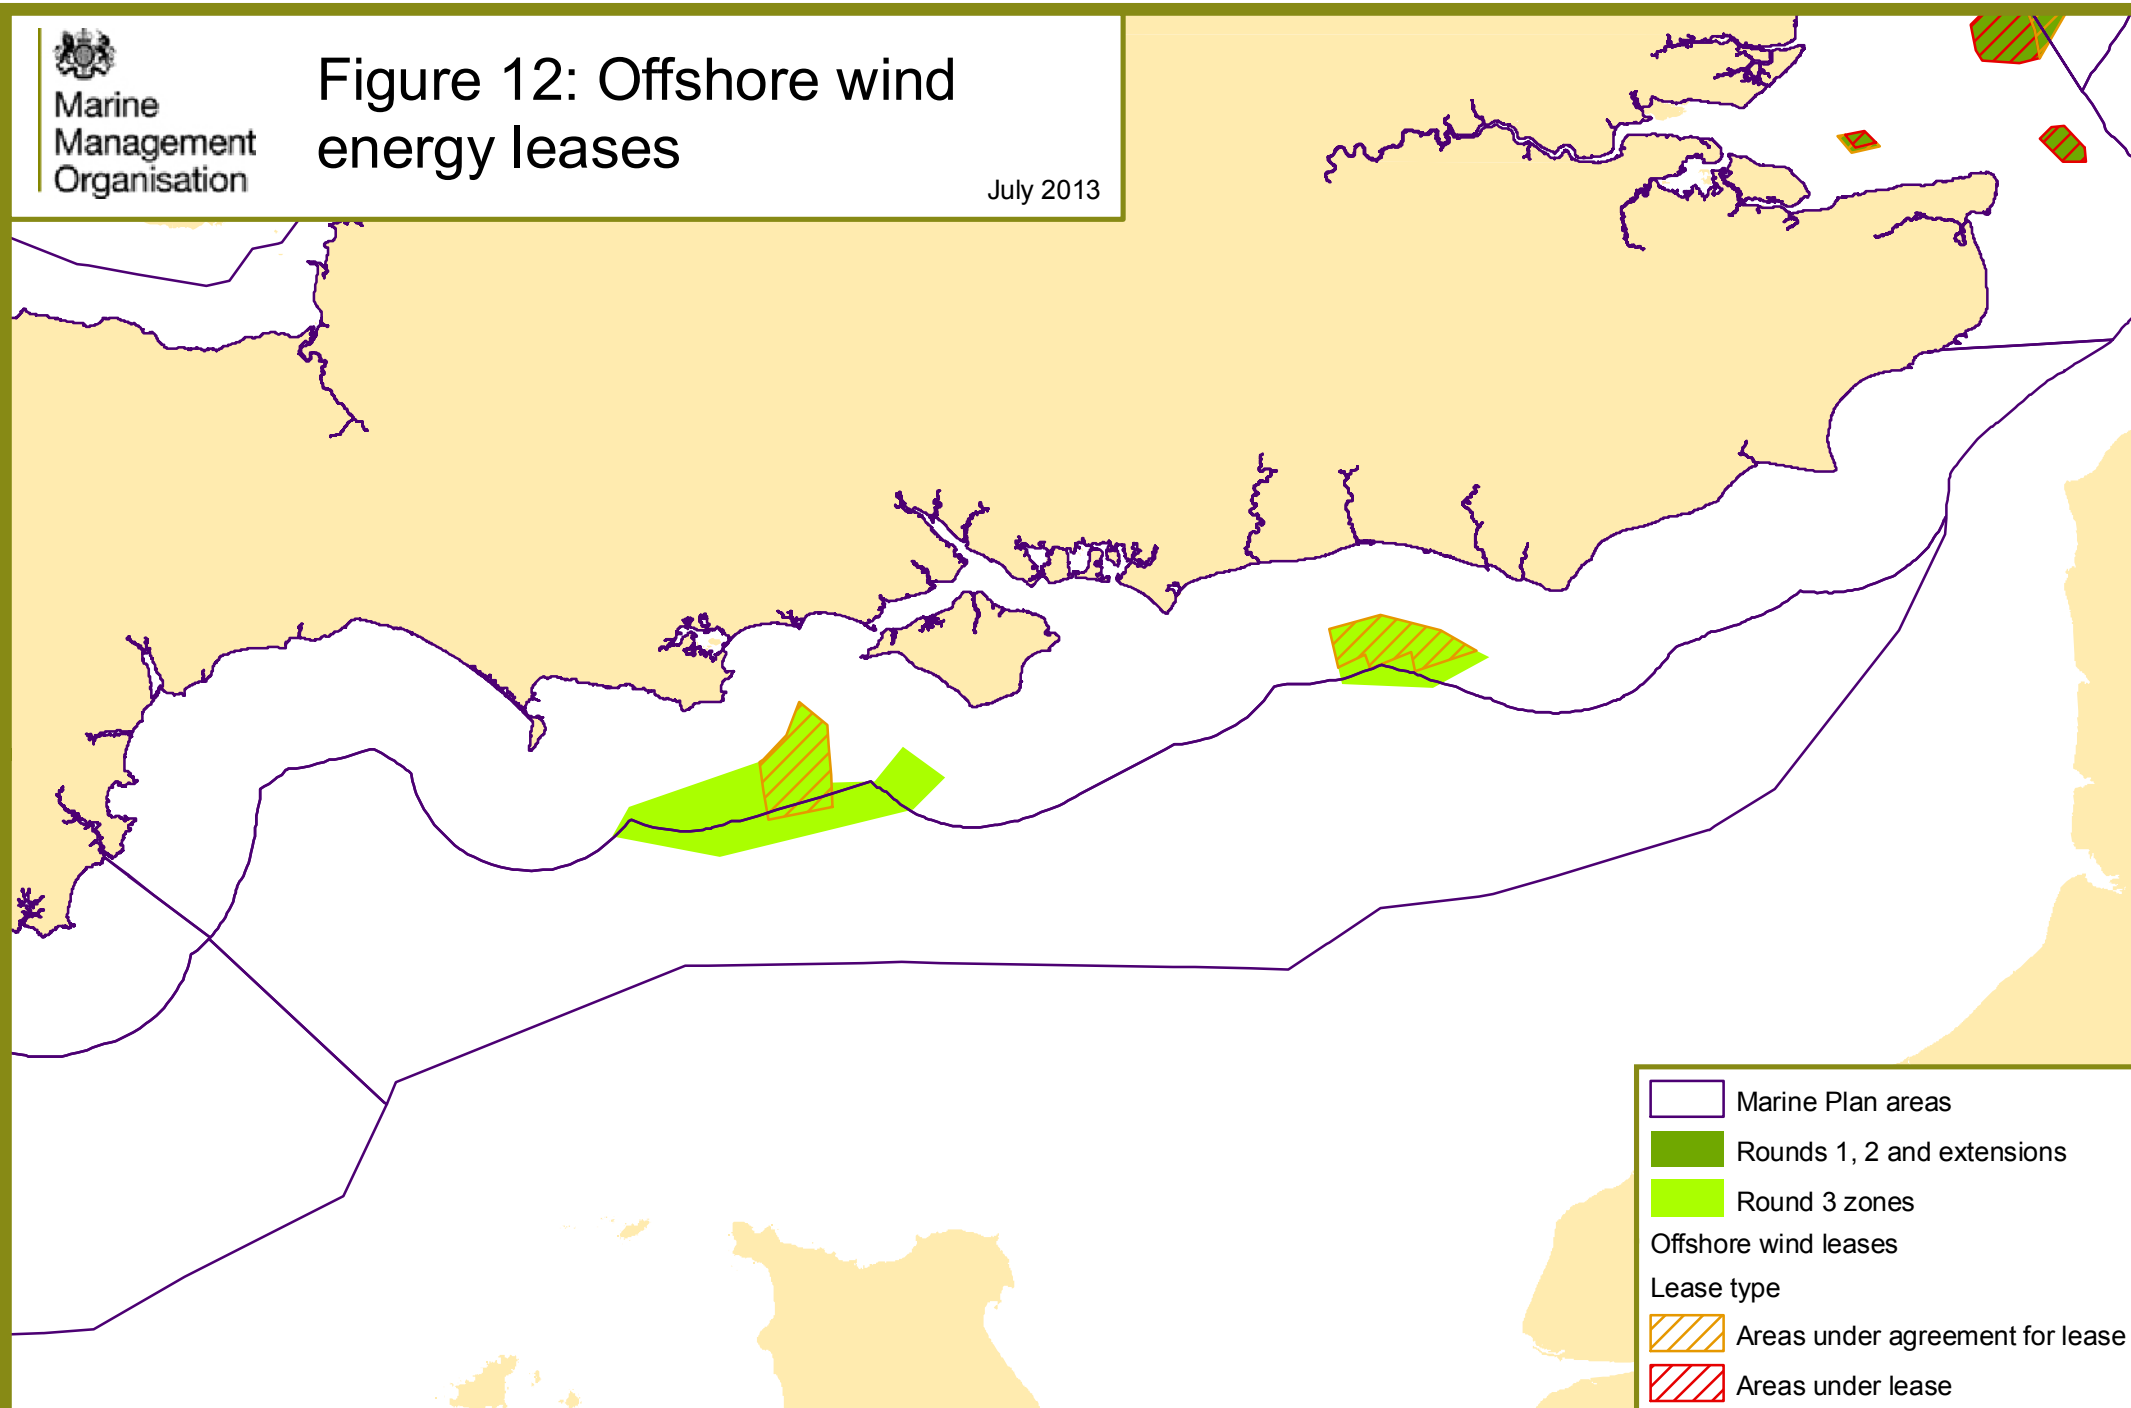 Marine
Management
Organisation
Figure 12: Offshore wind
energy leases
July 2013
Marine Plan areas
Rounds 1, 2 and extensions
Round 3 zones
Offshore wind leases
Lease type
Areas under agreement for lease
Areas under lease